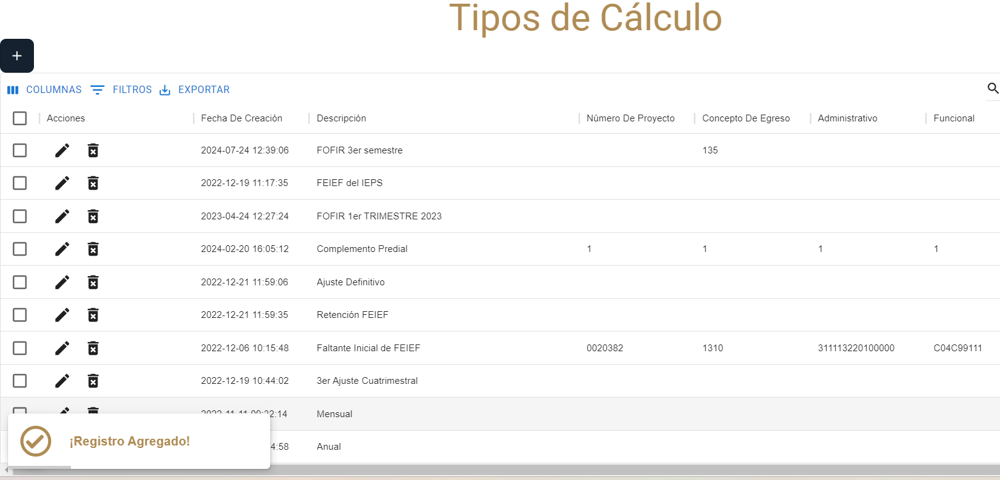 Tipos de Cálculo
+
COLUMNAS FILTROS EXPORTAR
Acciones Fecha De Creación Descripción Número De Proyecto Concepto De Egreso Administrativo Funcional
2024-07-24 12:39:06 FOFIR 3er semestre 135
2022-12-19 11:17:35 FEIEF del IEPS
2023-04-24 12:27:24 FOFIR 1er TRIMESTRE 2023
2024-02-20 16:05:12 Complemento Predial 1 1 1 1
2022-12-21 11:59:06 Ajuste Definitivo
2022-12-21 11:59:35 Retención FEIEF
2022-12-06 10:15:48 Faltante Inicial de FEIEF 0020382 1310 311113220100000 C04C99111
2022-12-19 10:44:02 3er Ajuste Cuatrimestral
Mensual
¡Registro Agregado!
4:58 Anual